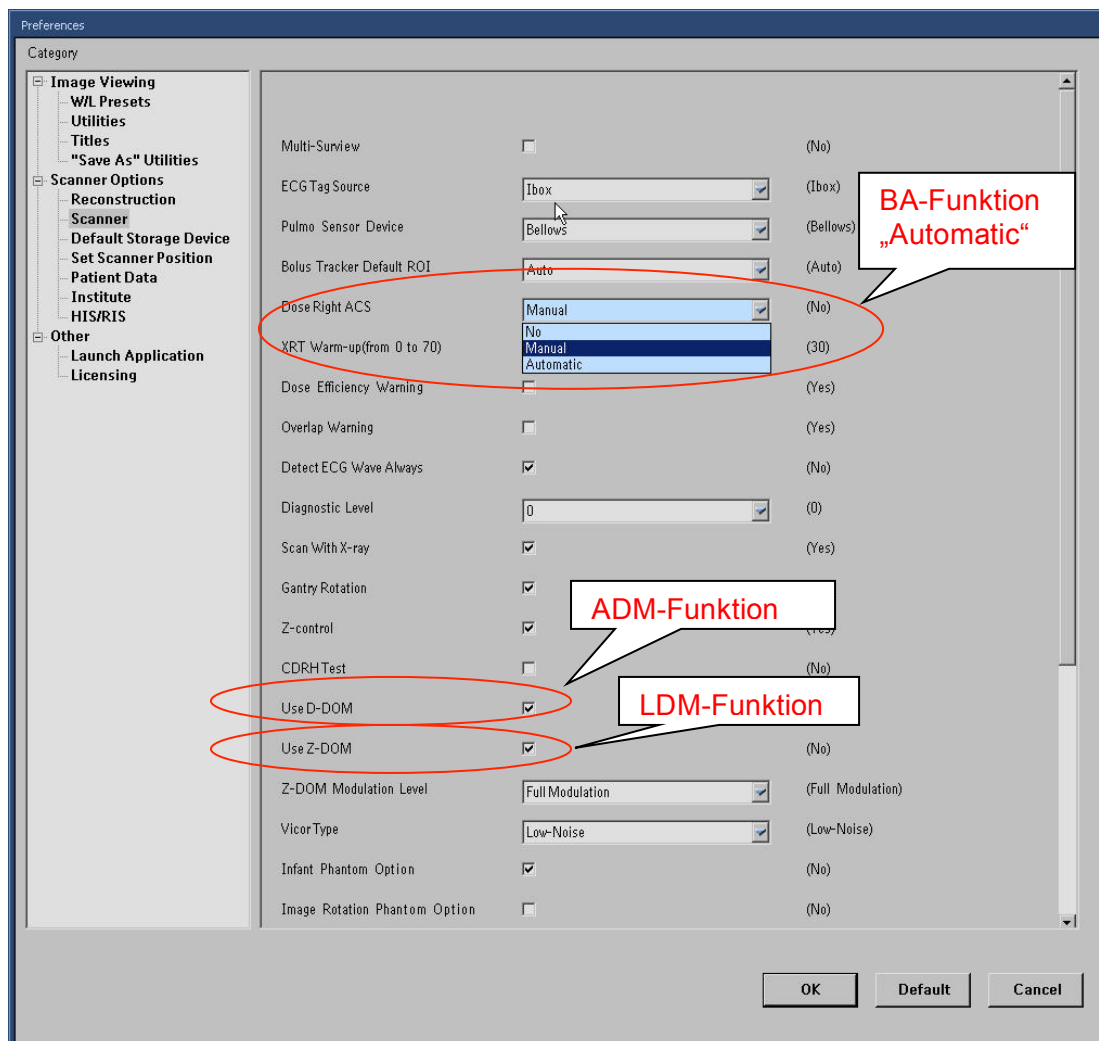 Preferences
Category
Image Viewing
W/L Presets
Utilities
Titles
"Save As" Utilities
Scanner Options
Reconstruction
Scanner
Default Storage Device
Set Scanner Position
Patient Data
Institute
HIS/RIS
Other
Launch Application
Licensing
Multi-Surview (No)
ECG Tag Source Ibox (Ibox)
Pulmo Sensor Device Bellows (Bellows)
Bolus Tracker Default ROI Auto (Auto)
Dose Right ACS Manual (No)
No
Manual
Automatic
XRT Warm-up(from 0 to 70) (30)
Dose Efficiency Warning (Yes)
Overlap Warning (Yes)
Detect ECG Wave Always (No)
Diagnostic Level 0 (0)
Scan With X-ray (Yes)
Gantry Rotation
Z-control (Yes)
CDRH Test (No)
Use D-DOM
Use Z-DOM (No)
Z-DOM Modulation Level Full Modulation (Full Modulation)
Vicor Type Low-Noise (Low-Noise)
Infant Phantom Option (No)
Image Rotation Phantom Option (No)
BA-Funktion
„Automatic“
ADM-Funktion
LDM-Funktion
OK Default Cancel